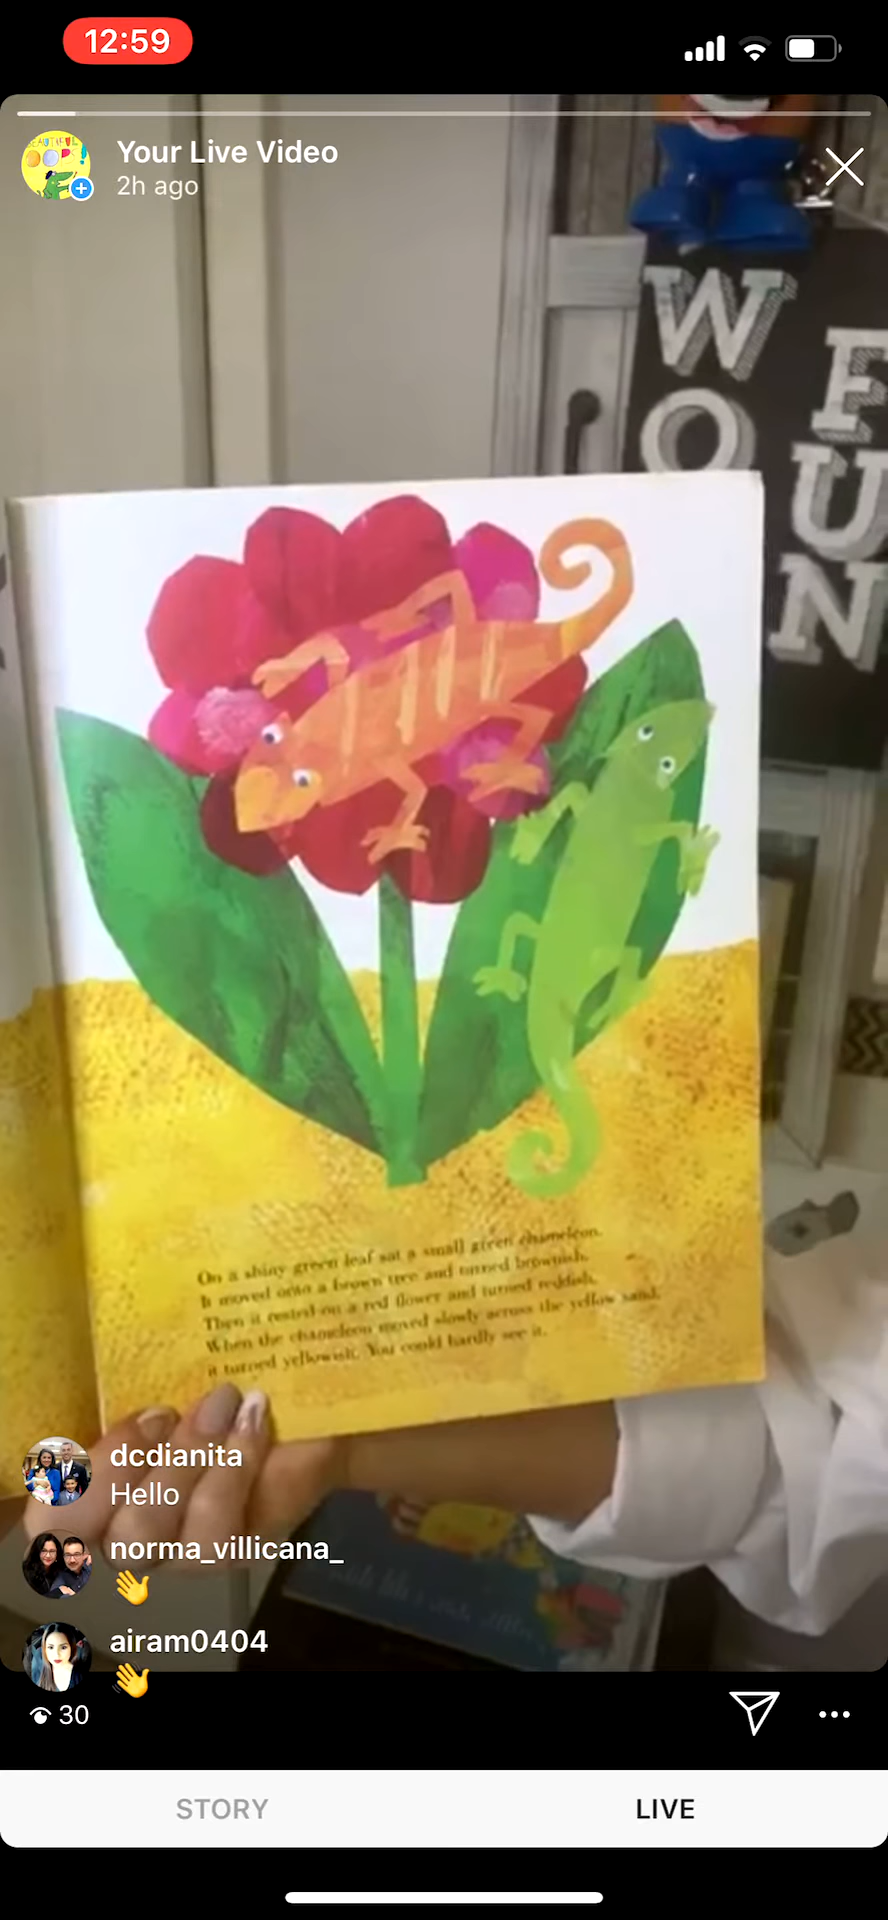 12:59
Your Live Video
2h ago
W
O
F
U
N
On a shiny green leaf sat a small green chameleon.
It moved onto a brown tree and turned brownish.
Then it rested on a red flower and turned reddish.
When the chameleon moved slowly across the yellow sand,
it turned yellowish. You could hardly see it.
dcdianita
Hello
norma_villicana_
👋
airam0404
👋
30
STORY
LIVE